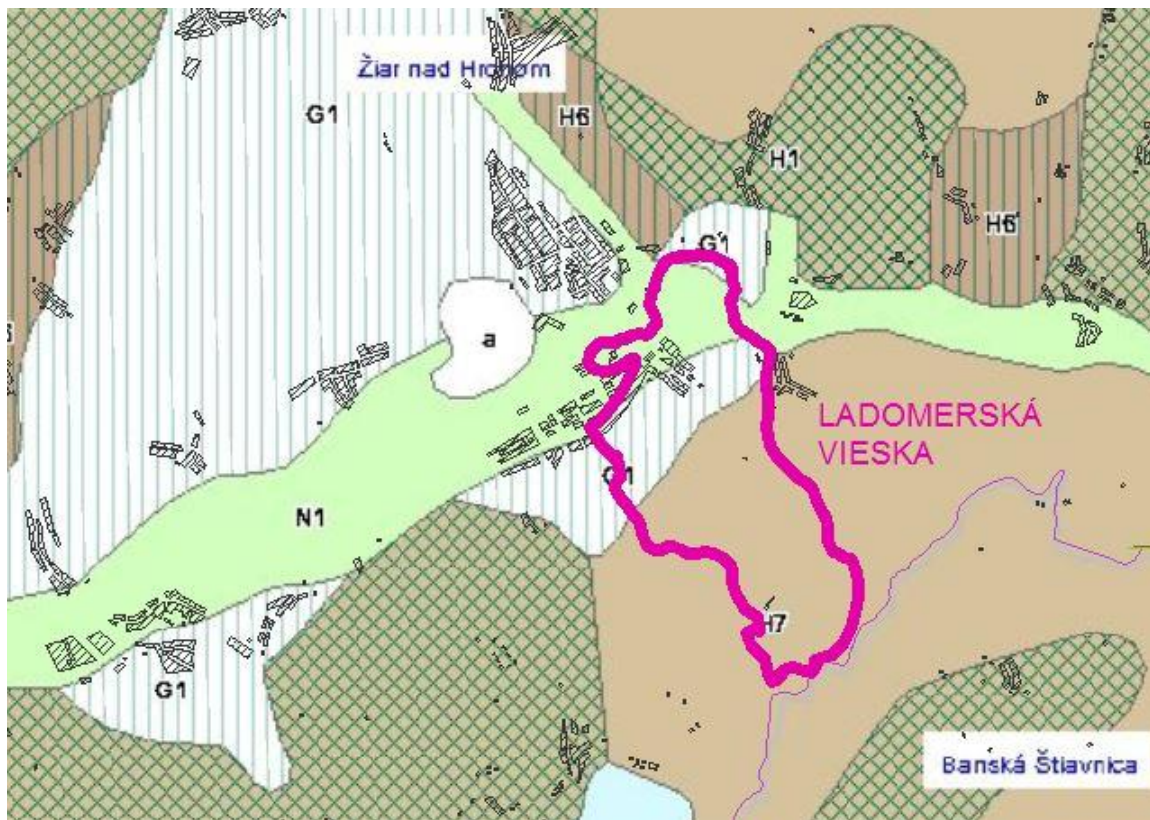 Žiar nad Hronom
G1
H6
H1
H6
G1
a
LADOMERSKÁ
VIESKA
G1
N1
H7
G1
Banská Štiavnica